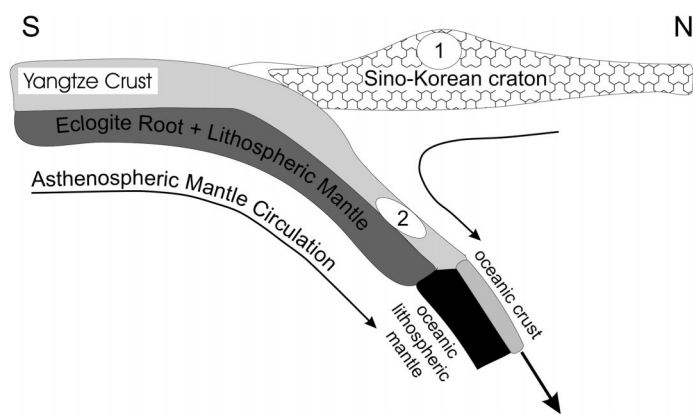 S
N
1
Yangtze Crust
Sino-Korean craton
Eclogite Root + Lithospheric Mantle
Asthenospheric Mantle Circulation
2
oceanic crust
oceanic
lithospheric
mantle